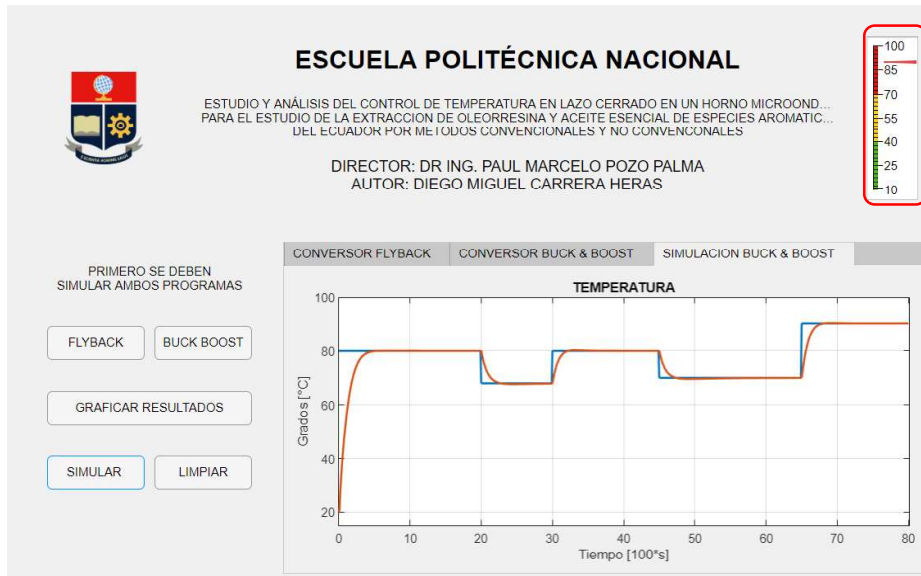 ESCUELA POLITÉCNICA NACIONAL
ESTUDIO Y ANÁLISIS DEL CONTROL DE TEMPERATURA EN LAZO CERRADO EN UN HORNO MICROOND...
PARA EL ESTUDIO DE LA EXTRACCION DE OLEORRESINA Y ACEITE ESENCIAL DE ESPECIES AROMATIC...
DEL ECUADOR POR METODOS CONVENCIONALES Y NO CONVENCONALES
DIRECTOR: DR ING. PAUL MARCELO POZO PALMA
AUTOR: DIEGO MIGUEL CARRERA HERAS
100
85
70
55
40
25
10
PRIMERO SE DEBEN
SIMULAR AMBOS PROGRAMAS
FLYBACK BUCK BOOST
GRAFICAR RESULTADOS
SIMULAR LIMPIAR
CONVERSOR FLYBACK CONVERSOR BUCK & BOOST SIMULACION BUCK & BOOST
TEMPERATURA
Grados [°C]
100
80
60
40
20
0 10 20 30 40 50 60 70 80
Tiempo [100*s]